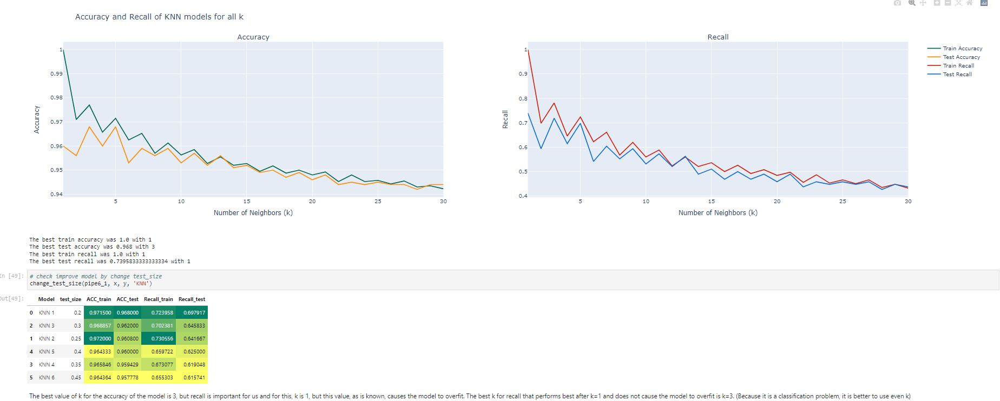 Accuracy and Recall of KNN models for all k
Accuracy
Recall
1
0.99
0.98
0.97
0.96
0.95
0.94
Accuracy
5 10 15 20 25 30
Number of Neighbors (k)
1
0.9
0.8
0.7
0.6
0.5
0.4
Recall
5 10 15 20 25 30
Number of Neighbors (k)
Train Accuracy
Test Accuracy
Train Recall
Test Recall
The best train accuracy was 1.0 with 1
The best test accuracy was 0.968 with 3
The best train recall was 1.0 with 1
The best test recall was 0.7395833333333334 with 1
In [49]:
# check improve model by change test_size
change_test_size(pipe6_1, x, y, 'KNN')
Out[49]:
Model test_size ACC_train ACC_test Recall_train Recall_test
0 KNN 1 0.2 0.971500 0.968000 0.723958 0.697917
2 KNN 3 0.3 0.968857 0.962000 0.702381 0.645833
1 KNN 2 0.25 0.972000 0.960800 0.730556 0.641667
4 KNN 5 0.4 0.964333 0.960000 0.659722 0.625000
3 KNN 4 0.35 0.965846 0.959429 0.673077 0.619048
5 KNN 6 0.45 0.964364 0.957778 0.655303 0.615741
The best value of k for the accuracy of the model is 3, but recall is important for us and for this, k is 1, but this value, as is known, causes the model to overfit. The best k for recall that performs best after k=1 and does not cause the model to overfit is k=3. (Because it is a classification problem, it is better to use even k)